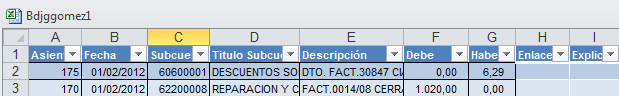 Bdjggomez1
A B C D E F G H I
1 Asien Fecha Subcue Titulo Subcu Descripción Debe Habe Enlace Explic
2 175 01/02/2012 60600001 DESCUENTOS SO DTO. FACT.30847 CI 0,00 6,29
3 170 01/02/2012 62200008 REPARACION Y C FACT.0014/08 CERRA 1.020,00 0,00